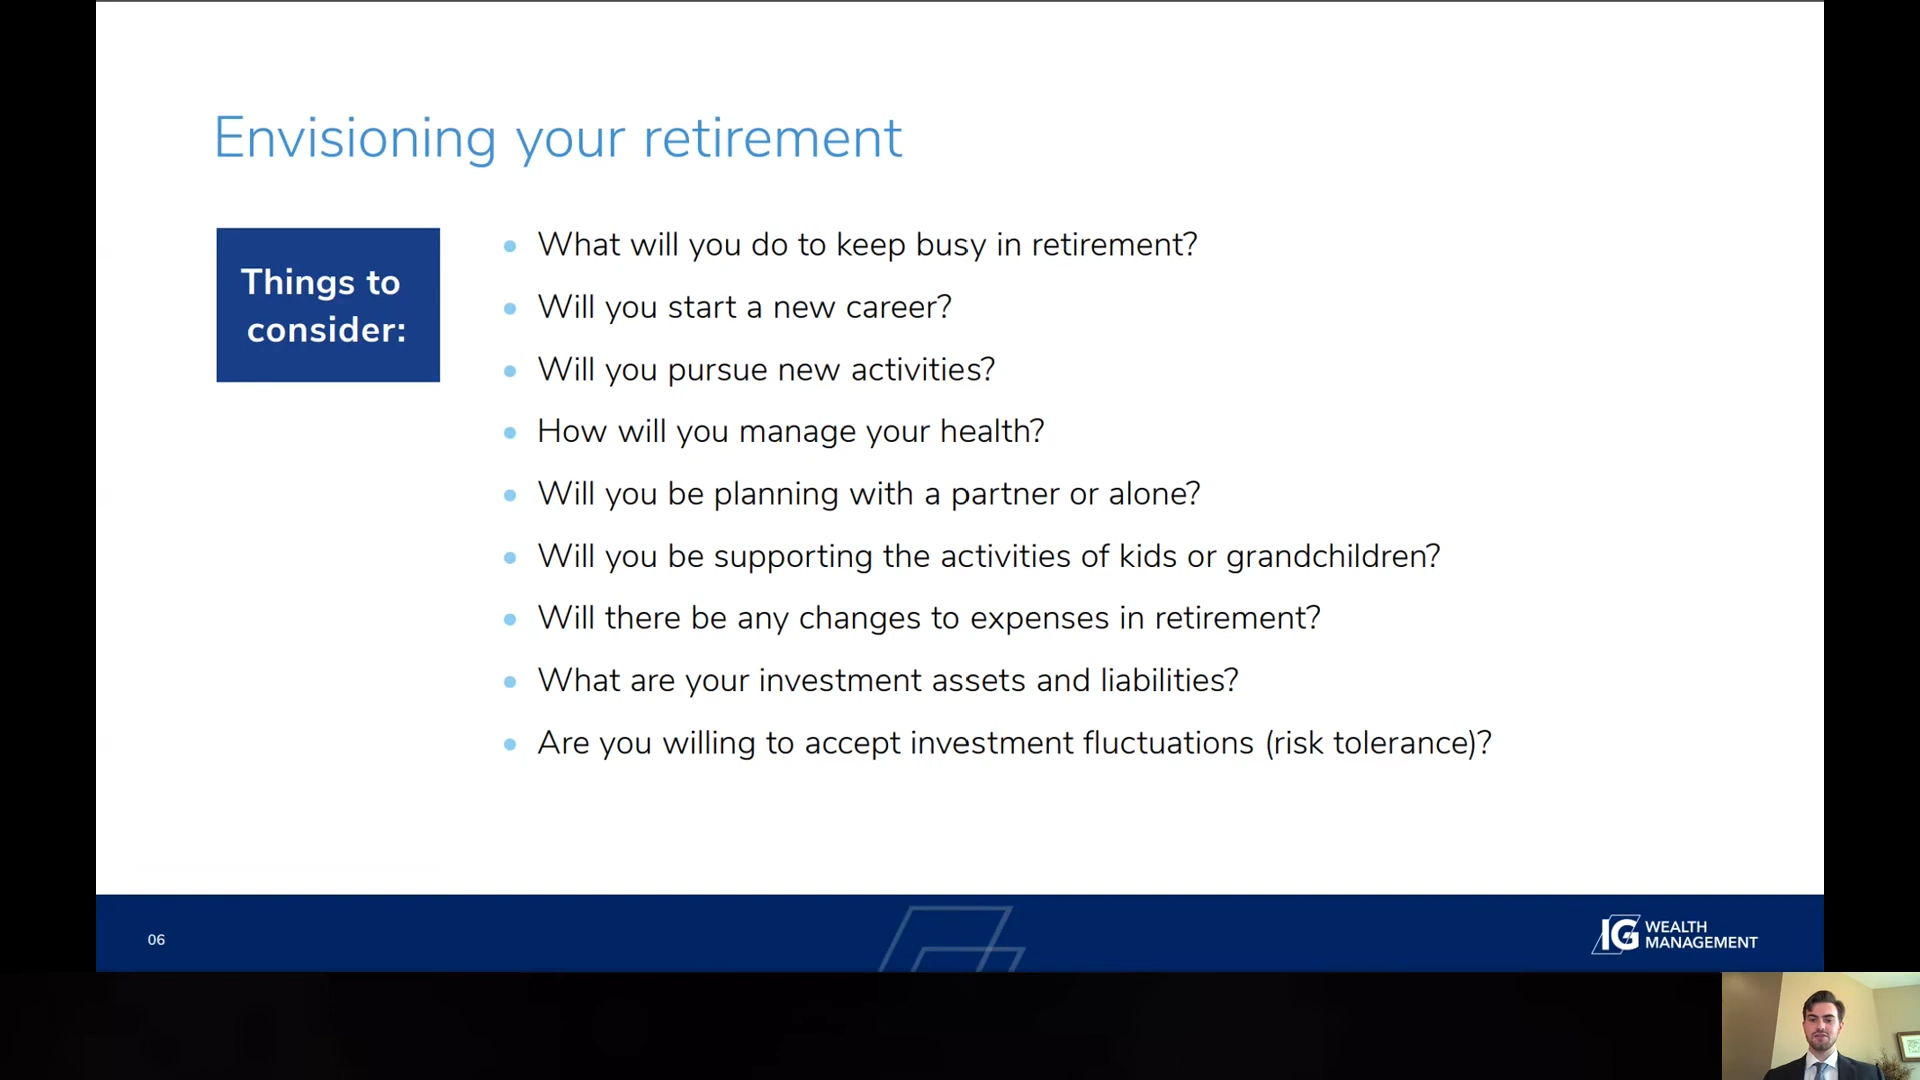 Envisioning your retirement
Things to
consider:
What will you do to keep busy in retirement?
Will you start a new career?
Will you pursue new activities?
How will you manage your health?
Will you be planning with a partner or alone?
Will you be supporting the activities of kids or grandchildren?
Will there be any changes to expenses in retirement?
What are your investment assets and liabilities?
Are you willing to accept investment fluctuations (risk tolerance)?
06
IG WEALTH
MANAGEMENT